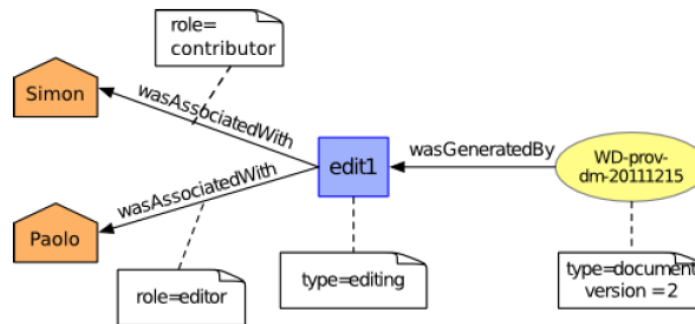 role=
contributor
Simon
wasAssociatedWith
edit1
wasGeneratedBy
WD-prov-
dm-20111215
wasAssociatedWith
Paolo
role=editor
type=editing
type=document
version =2